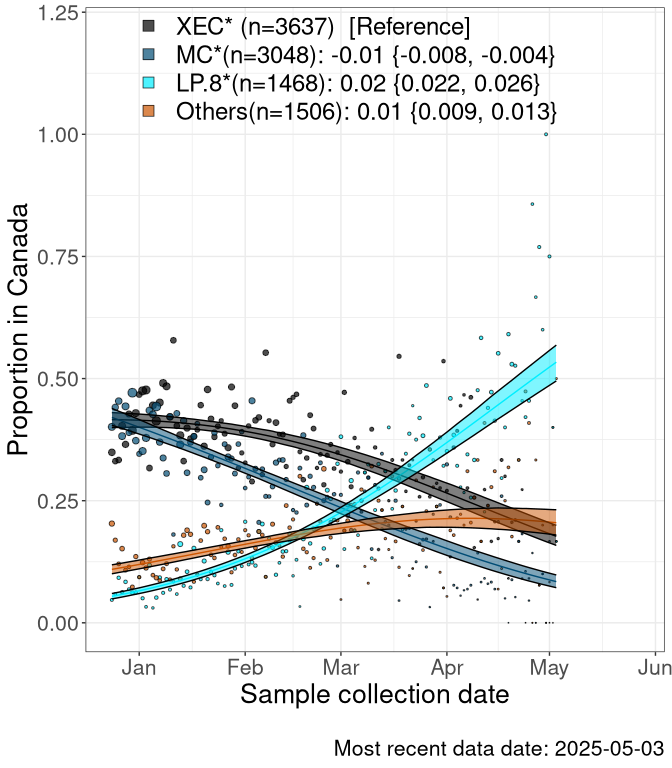 XEC* (n=3637)  [Reference]
MC*(n=3048): -0.01 {-0.008, -0.004}
LP.8*(n=1468): 0.02 {0.022, 0.026}
Others(n=1506): 0.01 {0.009, 0.013}
Proportion in Canada
1.25
1.00
0.75
0.50
0.25
0.00
Jan Feb Mar Apr May Jun
Sample collection date
Most recent data date: 2025-05-03